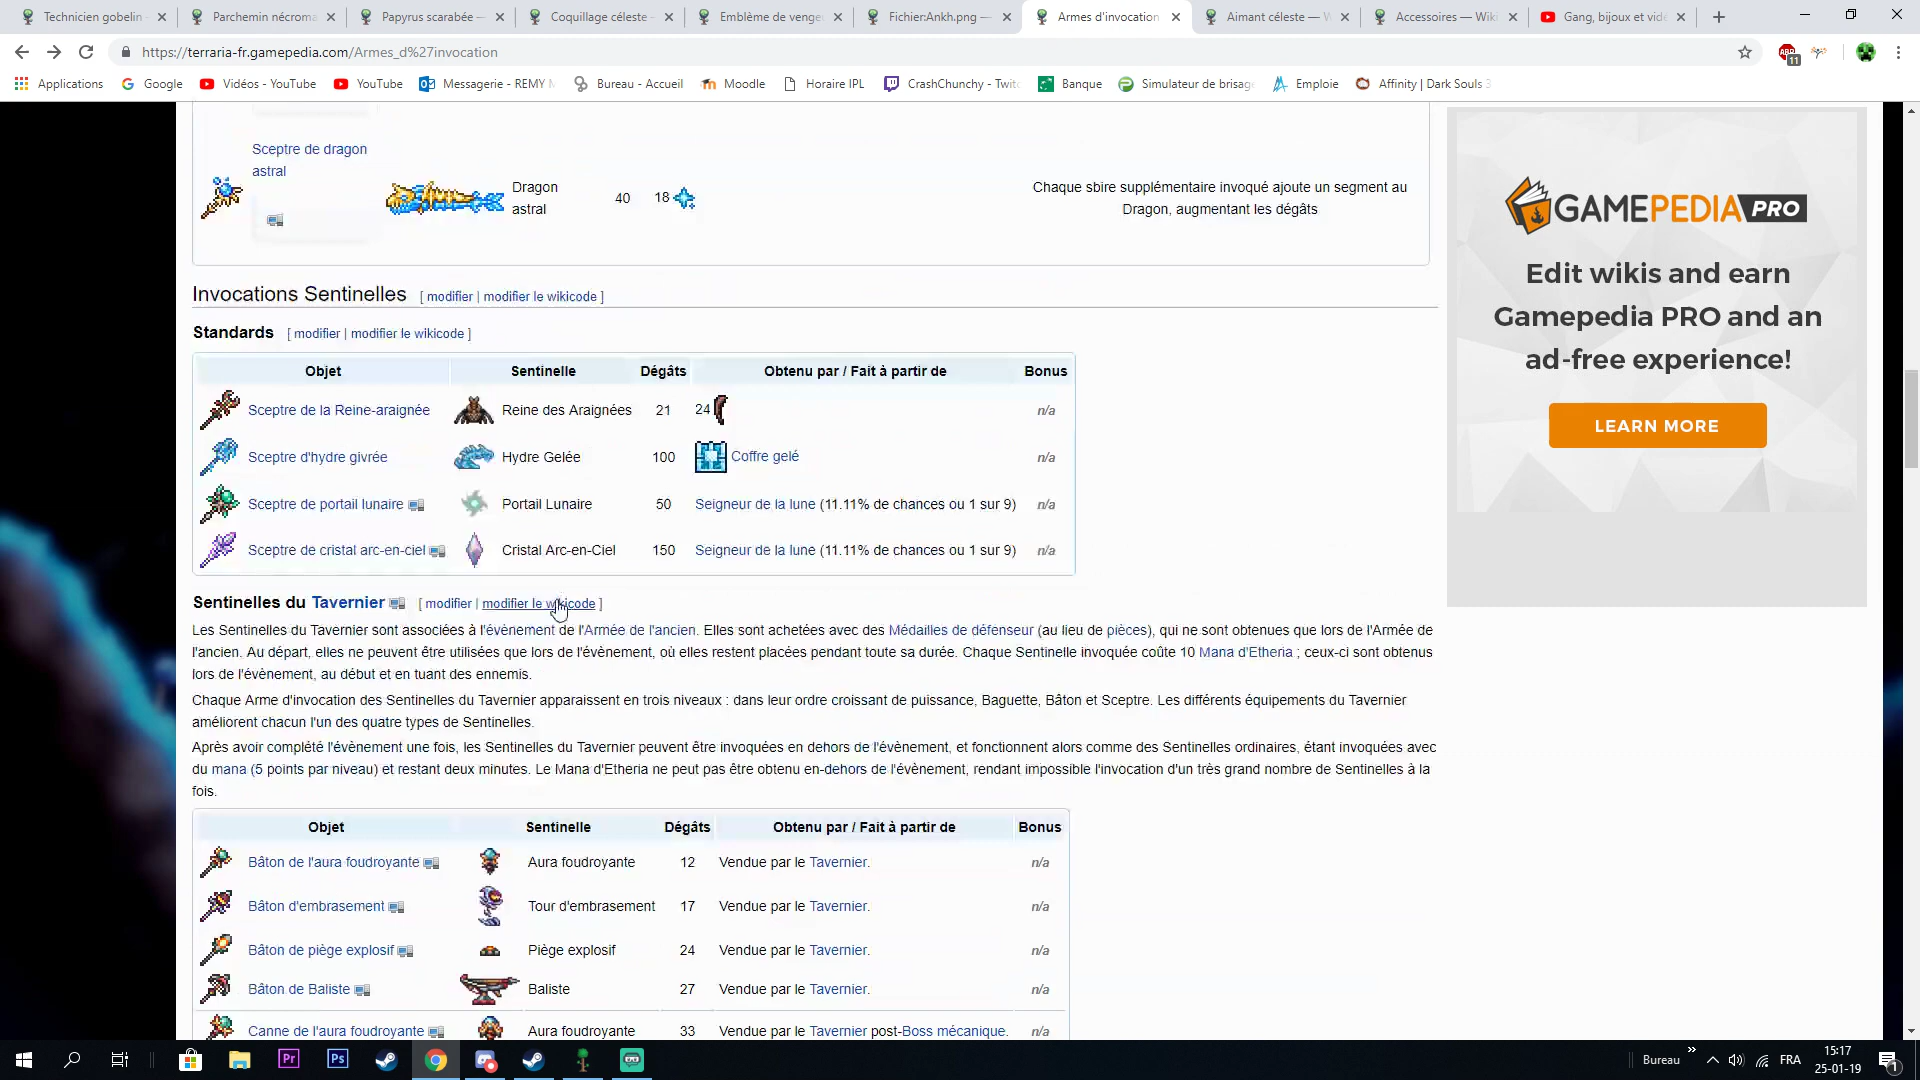 Technicien gobelin -
Parchemin nécroma
Papyrus scarabée —
Coquillage céleste -
Emblème de venge
Fichier:Ankh.png —
Armes d'invocation
Aimant céleste — W
Accessoires — Wiki
Gang, bijoux et vid
https://terraria-fr.gamepedia.com/Armes_d%27invocation
ABP
11
Applications
Google
Vidéos - YouTube
YouTube
Messagerie - REMY M
Bureau - Accueil
Moodle
Horaire IPL
CrashChunchy - Twitc
Banque
Simulateur de brisag
Emploie
Affinity | Dark Souls 3
Sceptre de dragon
astral
Dragon
astral
40
18
Chaque sbire supplémentaire invoqué ajoute un segment au
Dragon, augmentant les dégâts
Invocations Sentinelles [ modifier | modifier le wikicode ]
Standards [ modifier | modifier le wikicode ]
Objet Sentinelle Dégâts Obtenu par / Fait à partir de Bonus
Sceptre de la Reine-araignée Reine des Araignées 21 24 n/a
Sceptre d'hydre givrée Hydre Gelée 100 Coffre gelé n/a
Sceptre de portail lunaire Portail Lunaire 50 Seigneur de la lune (11.11% de chances ou 1 sur 9) n/a
Sceptre de cristal arc-en-ciel Cristal Arc-en-Ciel 150 Seigneur de la lune (11.11% de chances ou 1 sur 9) n/a
Sentinelles du Tavernier [ modifier | modifier le wikicode ]
Les Sentinelles du Tavernier sont associées à l'évènement de l'Armée de l'ancien. Elles sont achetées avec des Médailles de défenseur (au lieu de pièces), qui ne sont obtenues que lors de l'Armée de
l'ancien. Au départ, elles ne peuvent être utilisées que lors de l'évènement, où elles restent placées pendant toute sa durée. Chaque Sentinelle invoquée coûte 10 Mana d'Etheria ; ceux-ci sont obtenus
lors de l'évènement, au début et en tuant des ennemis.
Chaque Arme d'invocation des Sentinelles du Tavernier apparaissent en trois niveaux : dans leur ordre croissant de puissance, Baguette, Bâton et Sceptre. Les différents équipements du Tavernier
améliorent chacun l'un des quatre types de Sentinelles.
Après avoir complété l'évènement une fois, les Sentinelles du Tavernier peuvent être invoquées en dehors de l'évènement, et fonctionnent alors comme des Sentinelles ordinaires, étant invoquées avec
du mana (5 points par niveau) et restant deux minutes. Le Mana d'Etheria ne peut pas être obtenu en-dehors de l'évènement, rendant impossible l'invocation d'un très grand nombre de Sentinelles à la
fois.
Objet Sentinelle Dégâts Obtenu par / Fait à partir de Bonus
Bâton de l'aura foudroyante Aura foudroyante 12 Vendue par le Tavernier. n/a
Bâton d'embrasement Tour d'embrasement 17 Vendue par le Tavernier. n/a
Bâton de piège explosif Piège explosif 24 Vendue par le Tavernier. n/a
Bâton de Baliste Baliste 27 Vendue par le Tavernier. n/a
Canne de l'aura foudroyante Aura foudroyante 33 Vendue par le Tavernier post-Boss mécanique. n/a
GAMEPEDIA PRO
Edit wikis and earn
Gamepedia PRO and an
ad-free experience!
LEARN MORE
Pr
Ps
Bureau
»
FRA
15:17
25-01-19
1